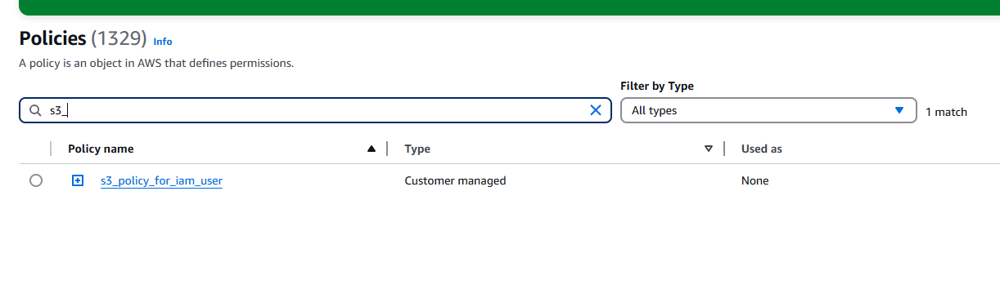 Policies (1329) Info
A policy is an object in AWS that defines permissions.
Filter by Type
s3_ All types 1 match
Policy name Type Used as
s3_policy_for_iam_user Customer managed None